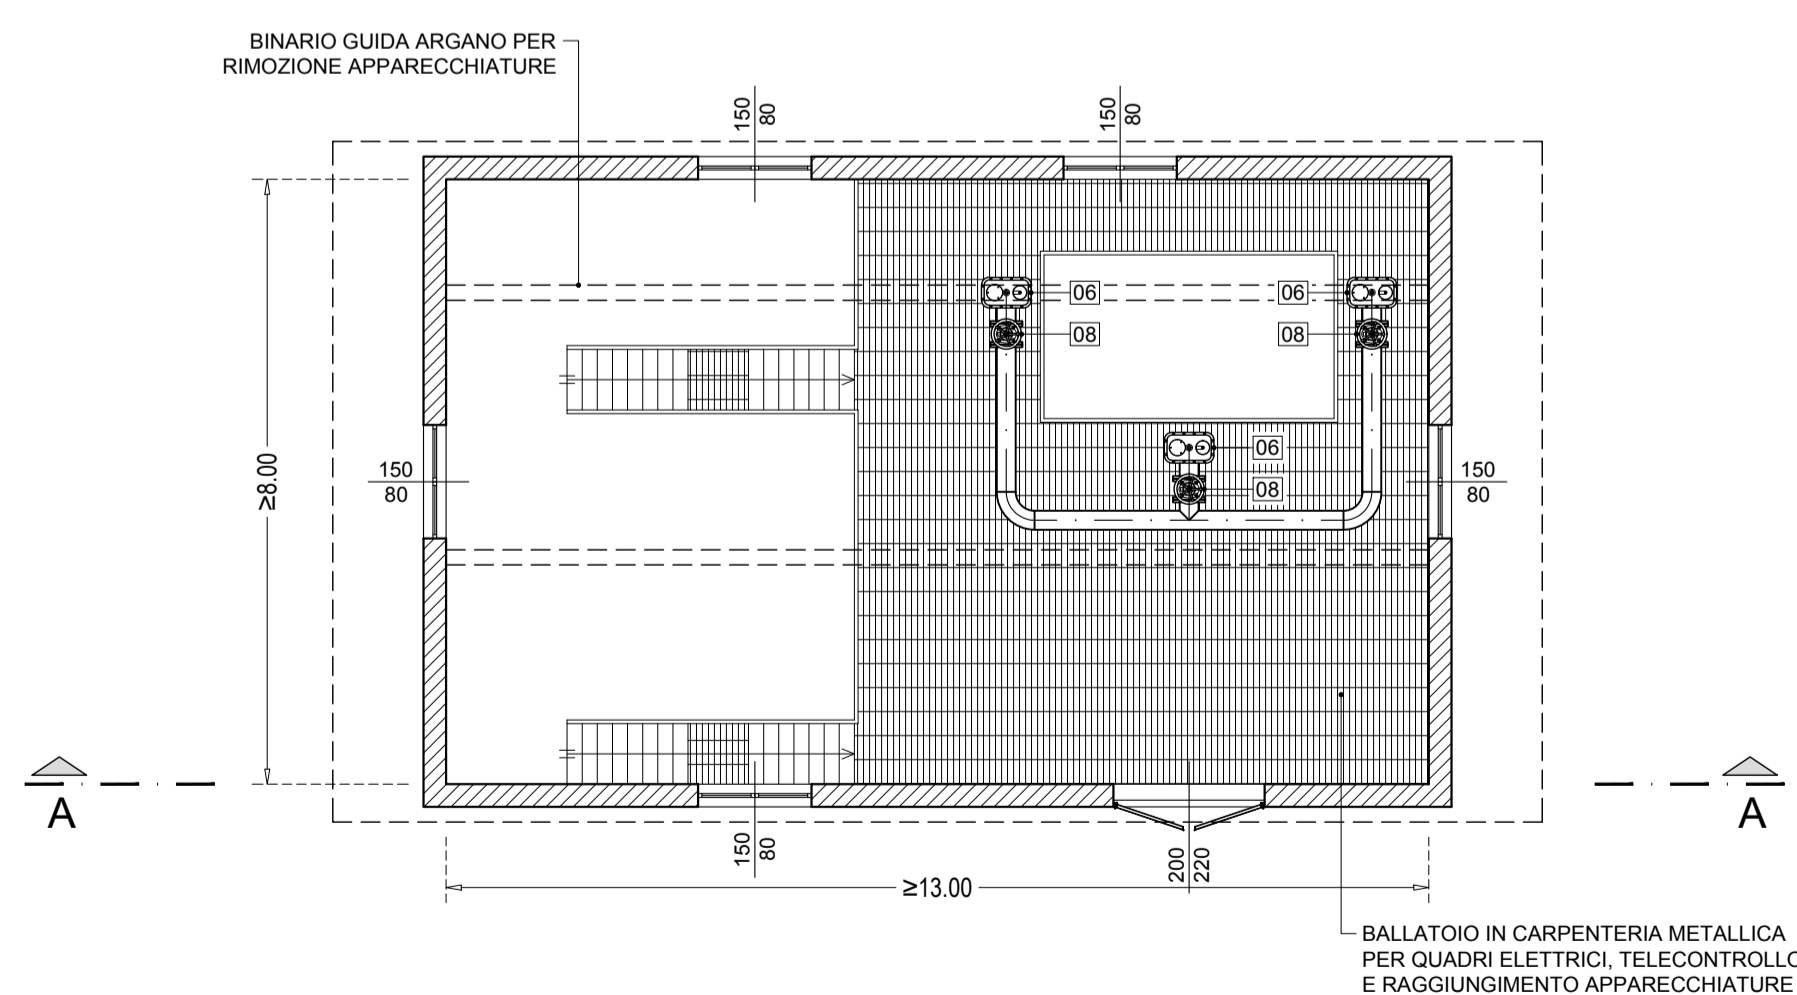 BINARIO GUIDA ARGANO PER
RIMOZIONE APPARECCHIATURE
150
80
150
80
06
06
08
08
≥8.00
150
80
06
150
80
08
A
A
150
80
200
220
≥13.00
BALLATOIO IN CARPENTERIA METALLICA
PER QUADRI ELETTRICI, TELECONTROLLO
E RAGGIUNGIMENTO APPARECCHIATURE